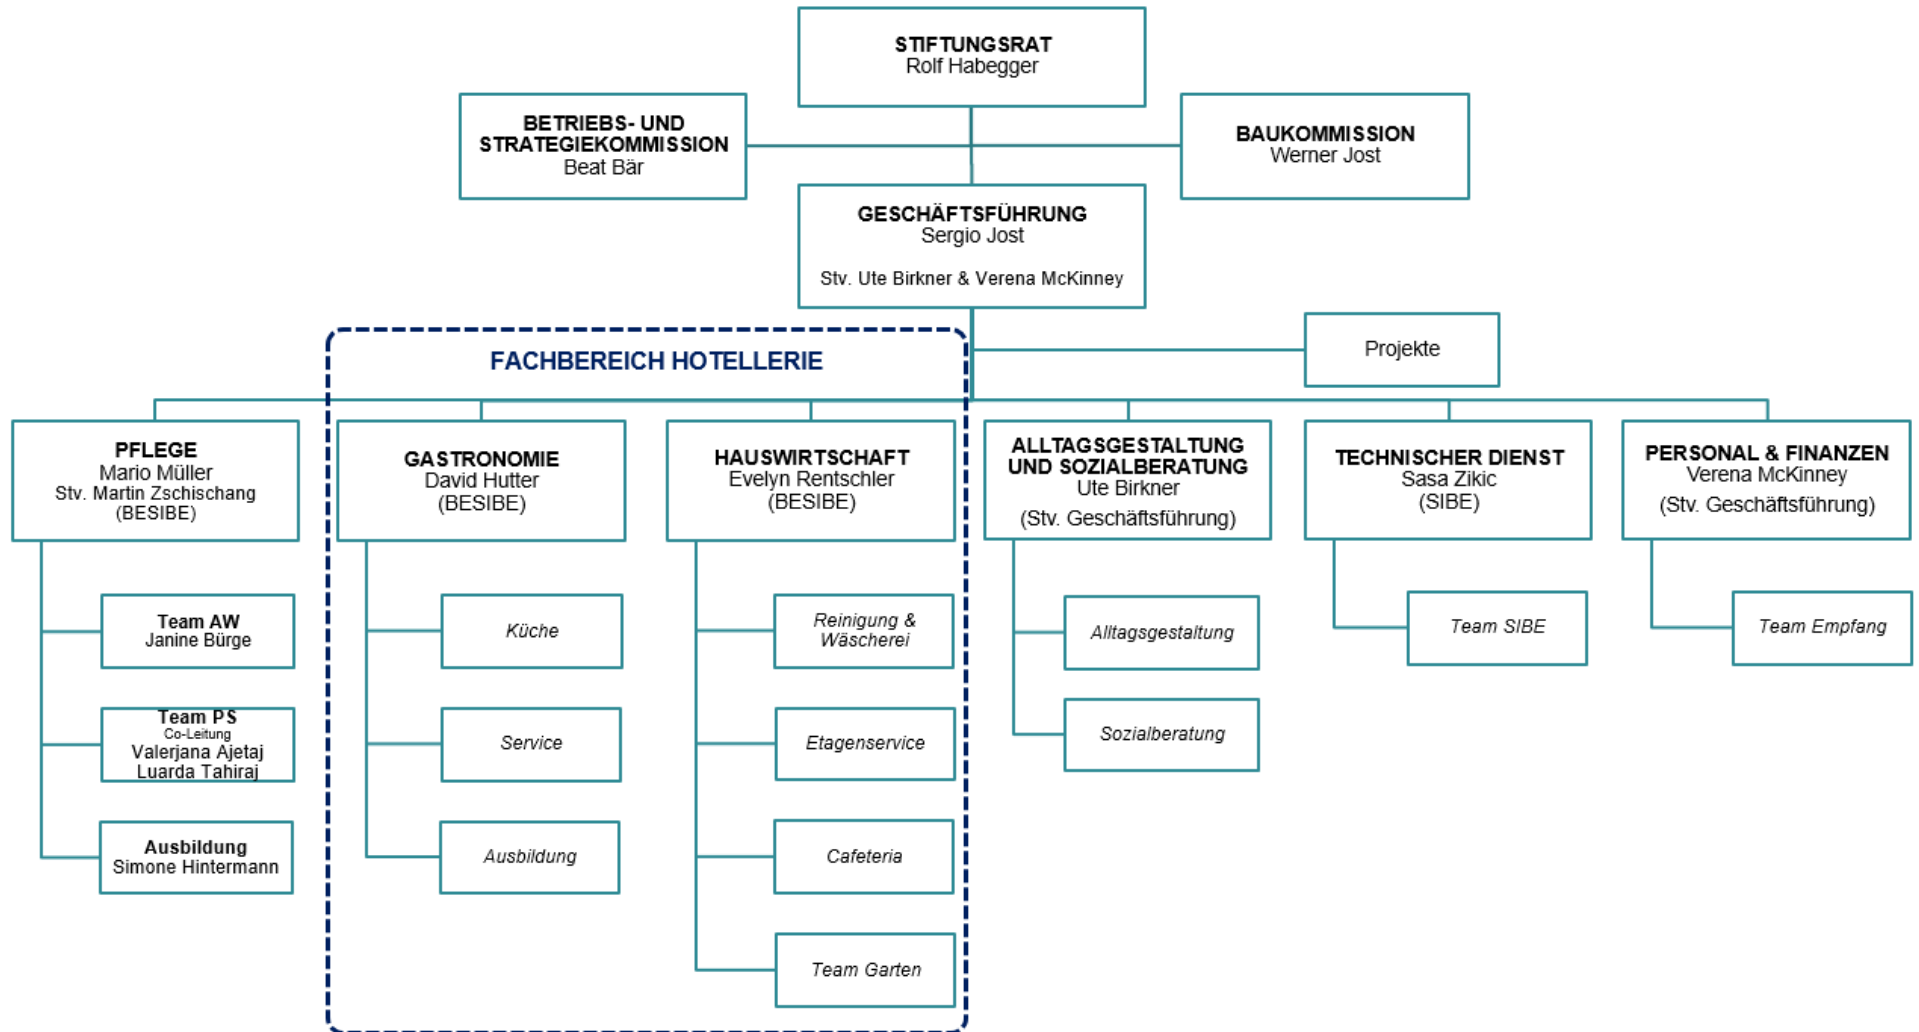 STIFTUNGSRAT
Rolf Habegger
BETRIEBS- UND
STRATEGIEKOMMISSION
Beat Bär
BAUKOMMISSION
Werner Jost
GESCHÄFTSFÜHRUNG
Sergio Jost
Stv. Ute Birkner & Verena McKinney
Projekte
FACHBEREICH HOTELLERIE
PFLEGE
Mario Müller
Stv. Martin Zschischang
(BESIBE)
GASTRONOMIE
David Hutter
(BESIBE)
HAUSWIRTSCHAFT
Evelyn Rentschler
(BESIBE)
ALLTAGSGESTALTUNG
UND SOZIALBERATUNG
Ute Birkner
(Stv. Geschäftsführung)
TECHNISCHER DIENST
Sasa Zikic
(SIBE)
PERSONAL & FINANZEN
Verena McKinney
(Stv. Geschäftsführung)
Team AW
Janine Bürge
Team PS
Co-Leitung
Valerjana Ajetaj
Luarda Tahiraj
Ausbildung
Simone Hintermann
Küche
Service
Ausbildung
Reinigung &
Wäscherei
Etagenservice
Cafeteria
Team Garten
Alltagsgestaltung
Sozialberatung
Team SIBE
Team Empfang